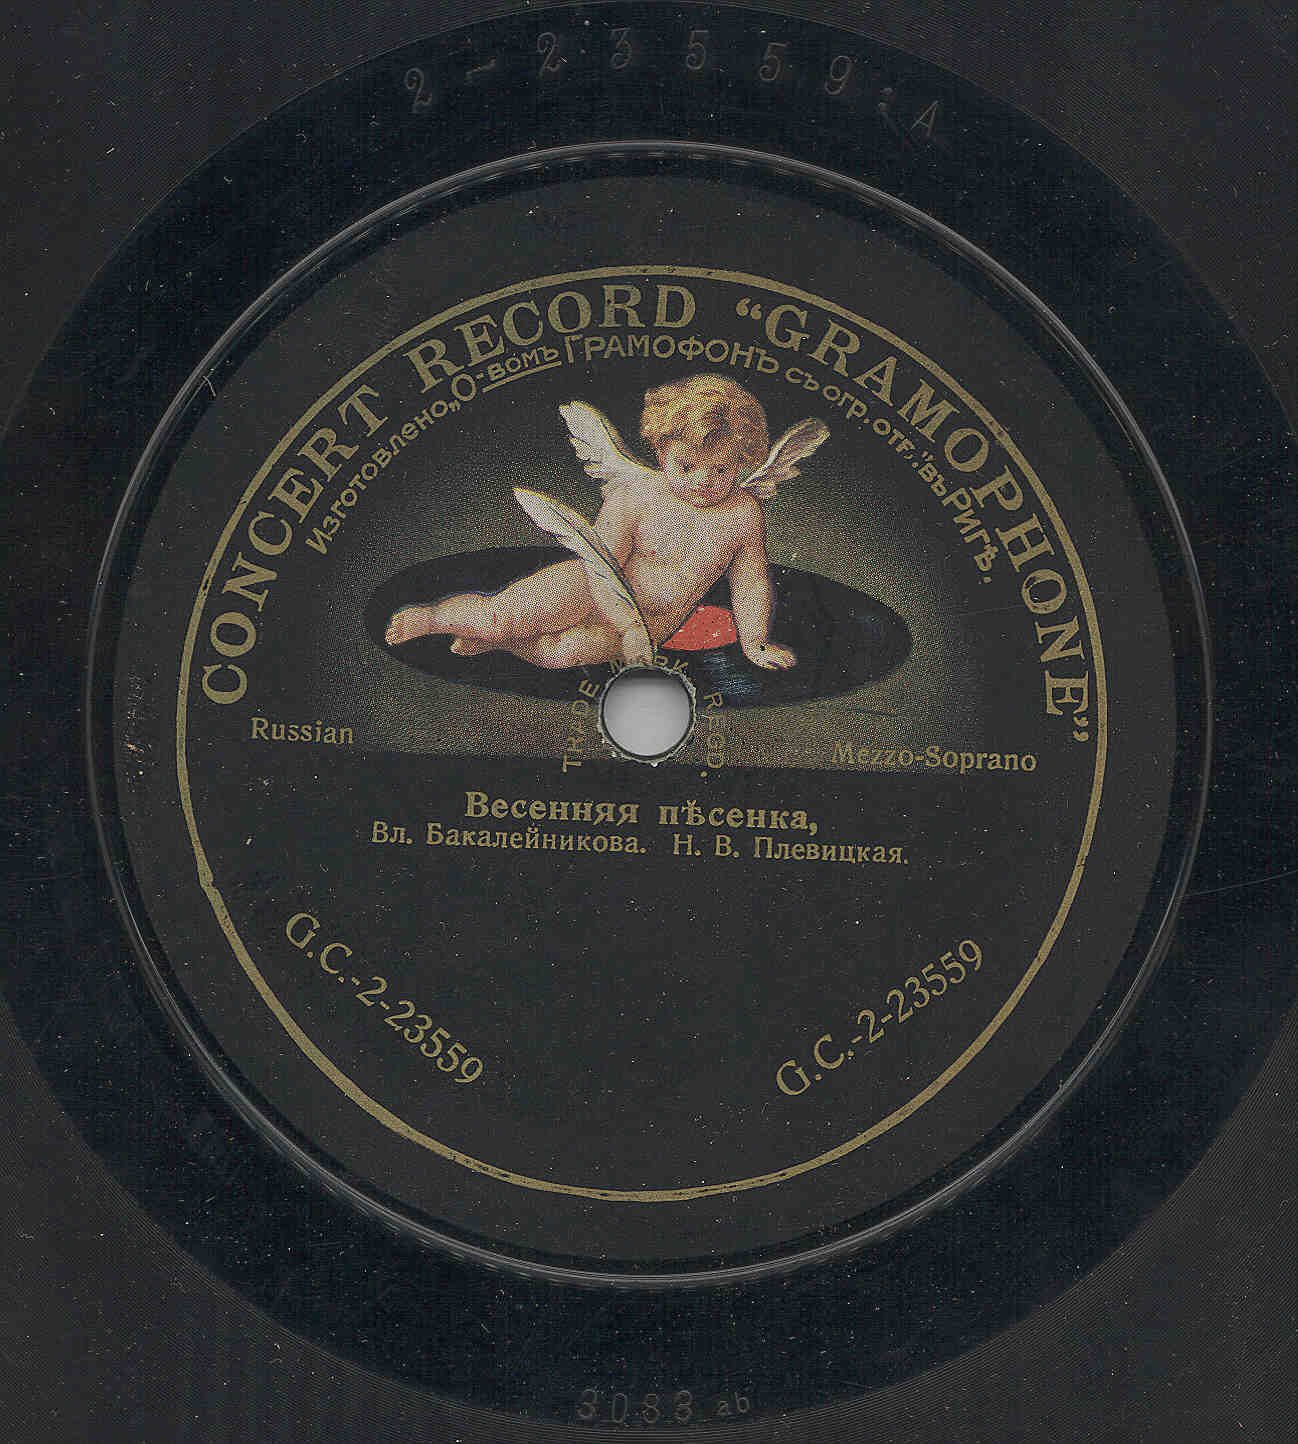 2-23559:A
CONCERT RECORD “GRAMOPHONE”
Изготовлено „О-вомъ ГРАМОФОНЪ съ огр. отг.“ въ Ригѣ.
TRADE MARK REGD.
Russian
Mezzo-Soprano
Весенняя пѣсенка,
Вл. Бакалейникова. Н. В. Плевицкая.
G.C.-2-23559
G.C.-2-23559
3083 ab